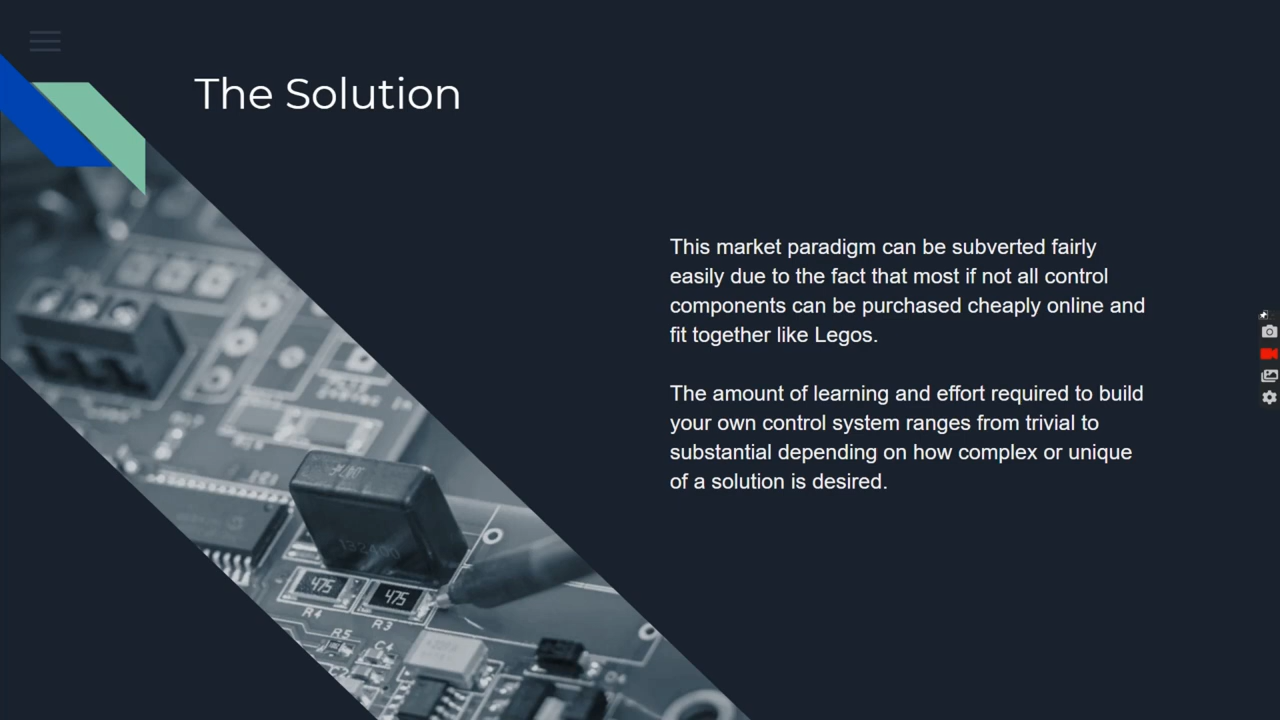 The Solution
This market paradigm can be subverted fairly
easily due to the fact that most if not all control
components can be purchased cheaply online and
fit together like Legos.
The amount of learning and effort required to build
your own control system ranges from trivial to
substantial depending on how complex or unique
of a solution is desired.
475
475
R4
R3
R5
C4